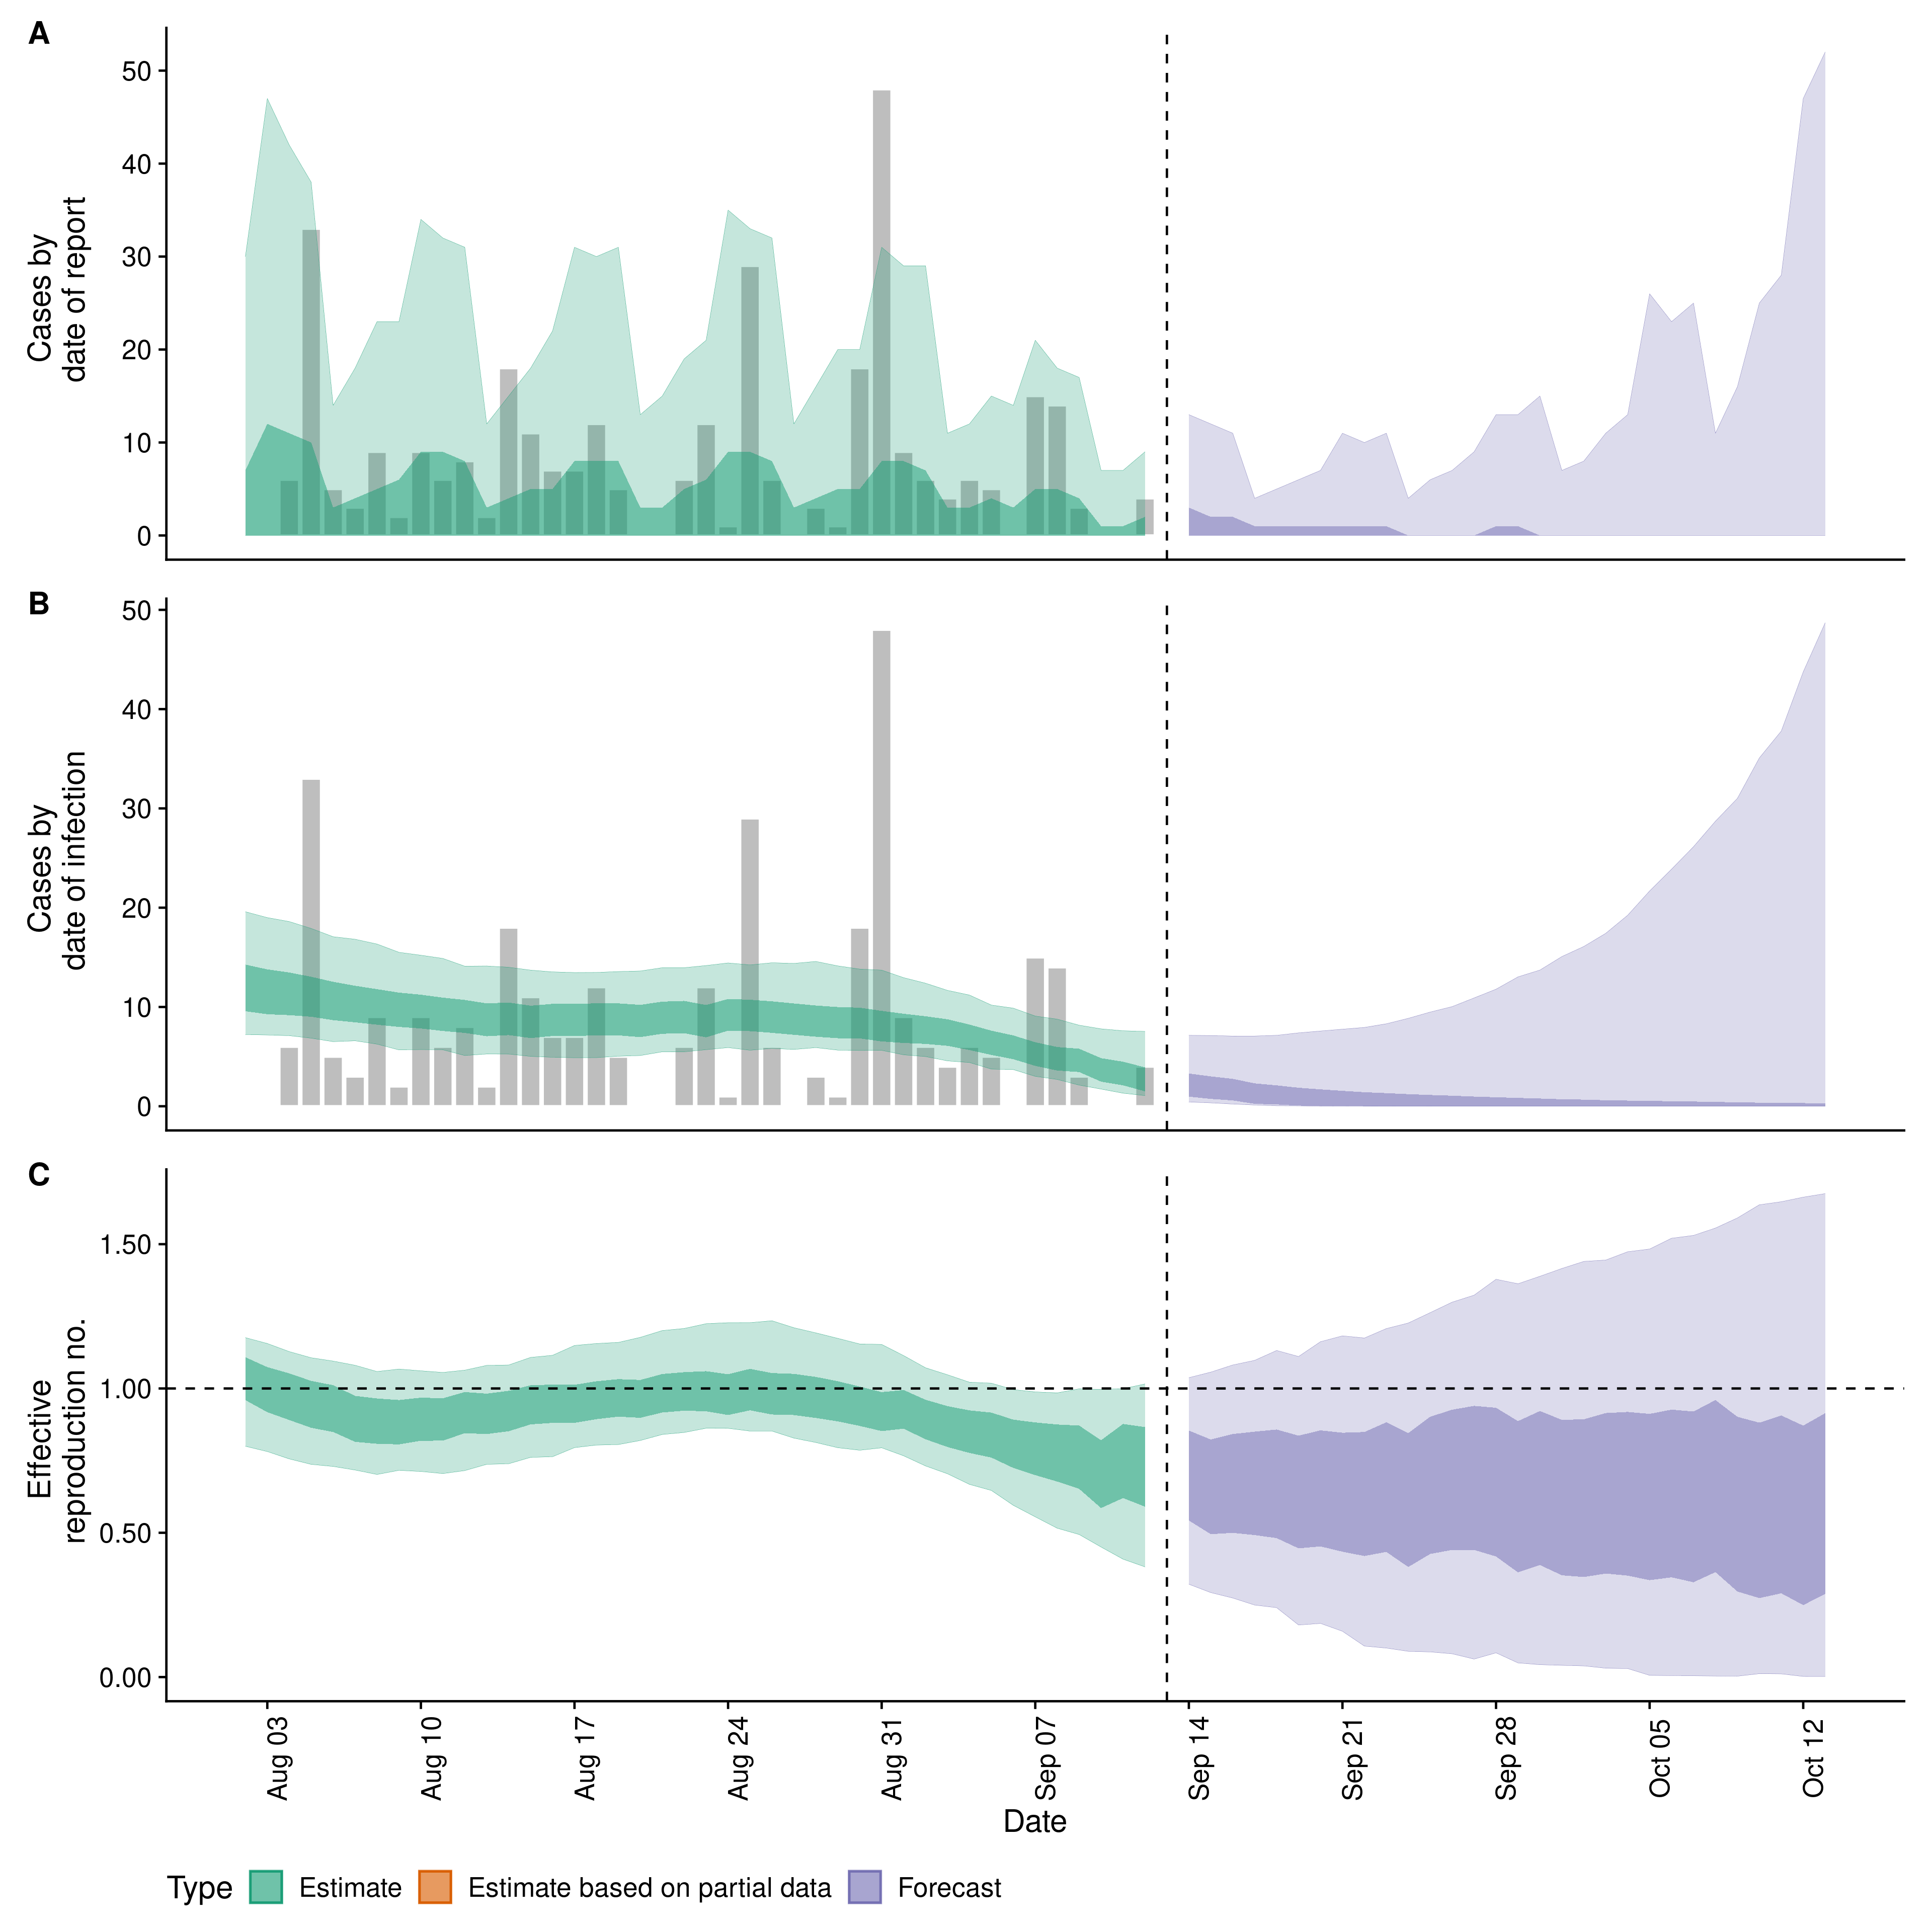 A
50
40
30
20
10
0
Cases by
date of report
B
50
40
30
20
10
0
Cases by
date of infection
C
1.50
1.00
0.50
0.00
Effective
reproduction no.
Aug 03
Aug 10
Aug 17
Aug 24
Aug 31
Sep 07
Sep 14
Sep 21
Sep 28
Oct 05
Oct 12
Date
Type Estimate Estimate based on partial data Forecast